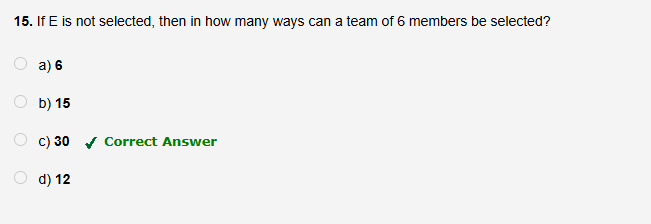 15. If E is not selected, then in how many ways can a team of 6 members be selected?
a) 6
b) 15
c) 30 ✓ Correct Answer
d) 12